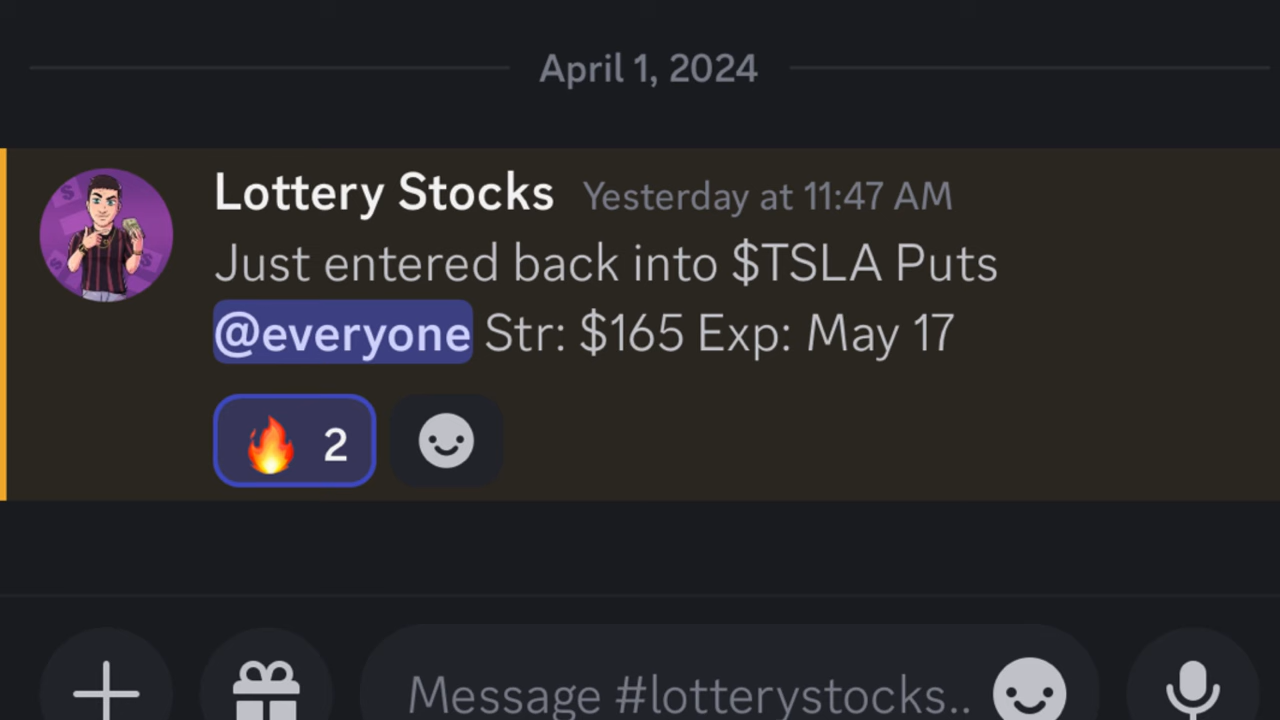 April 1, 2024
Lottery Stocks Yesterday at 11:47 AM
Just entered back into $TSLA Puts
@everyone Str: $165 Exp: May 17
🔥 2
Message #lotterystocks..